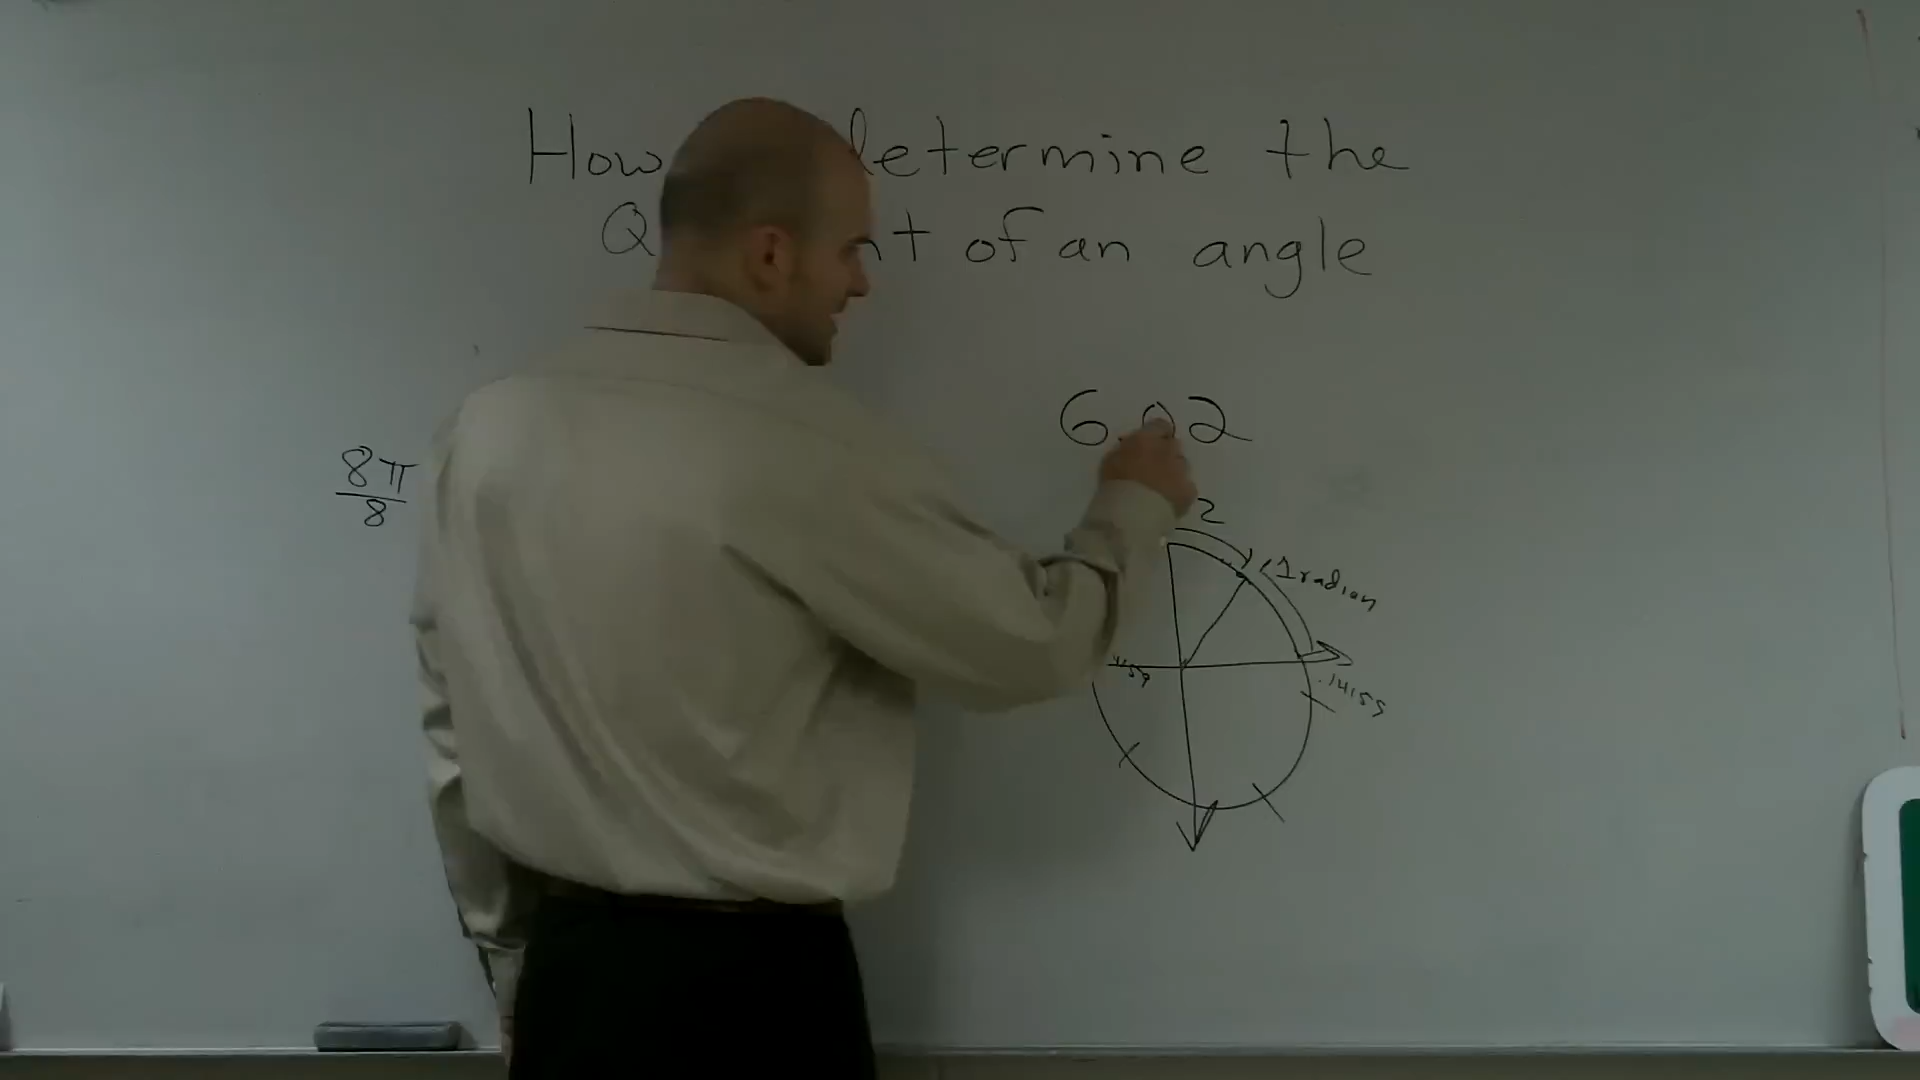 How determine the
of an angle
6.02
8π
8
2
1 radian
.14159